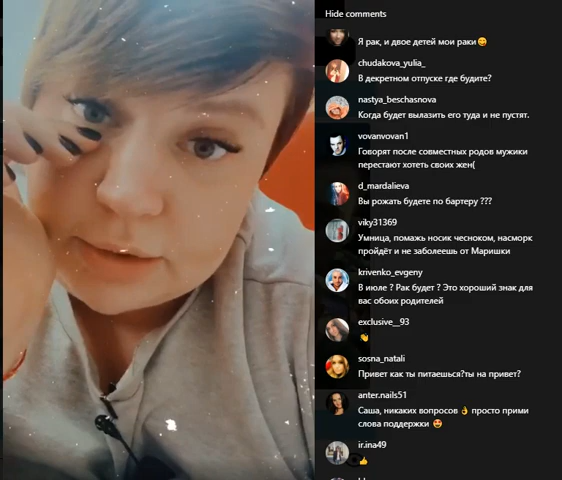 Hide comments
Я рак, и двое детей мои раки😄
chudakova_yulia_
В декретном отпуске где будите?
nastya_beschasnova
Когда будет вылазить его туда и не пустят.
vovanvovan1
Говорят после совместных родов мужики
перестают хотеть своих жен(
d_mardalieva
Вы рожать будете по бартеру ???
viky31369
Умница, помажь носик чесноком, насморк
пройдёт и не заболеешь от Маришки
krivenko_evgeny
В июле ? Рак будет ? Это хороший знак для
вас обоих родителей
exclusive__93
👏
sosna_natali
Привет как ты питаешься?ты на привет?
anter.nails51
Саша, никаких вопросов 👌 просто прими
слова поддержки 😍
ir.ina49
👍